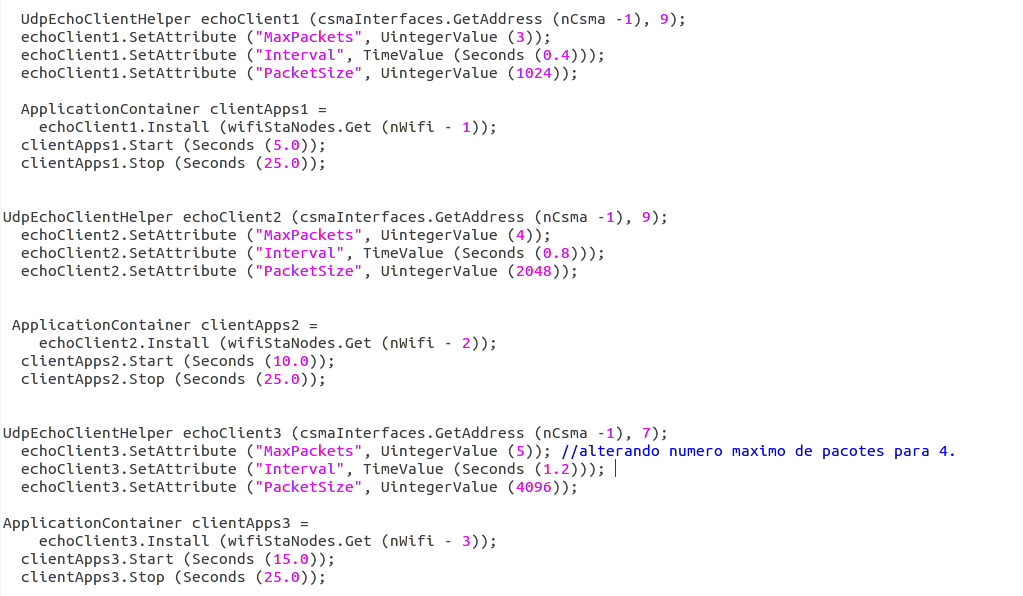 UdpEchoClientHelper echoClient1 (csmaInterfaces.GetAddress (nCsma -1), 9);
echoClient1.SetAttribute ("MaxPackets", UintegerValue (3));
echoClient1.SetAttribute ("Interval", TimeValue (Seconds (0.4)));
echoClient1.SetAttribute ("PacketSize", UintegerValue (1024));
ApplicationContainer clientApps1 =
echoClient1.Install (wifiStaNodes.Get (nWifi - 1));
clientApps1.Start (Seconds (5.0));
clientApps1.Stop (Seconds (25.0));
UdpEchoClientHelper echoClient2 (csmaInterfaces.GetAddress (nCsma -1), 9);
echoClient2.SetAttribute ("MaxPackets", UintegerValue (4));
echoClient2.SetAttribute ("Interval", TimeValue (Seconds (0.8)));
echoClient2.SetAttribute ("PacketSize", UintegerValue (2048));
ApplicationContainer clientApps2 =
echoClient2.Install (wifiStaNodes.Get (nWifi - 2));
clientApps2.Start (Seconds (10.0));
clientApps2.Stop (Seconds (25.0));
UdpEchoClientHelper echoClient3 (csmaInterfaces.GetAddress (nCsma -1), 7);
echoClient3.SetAttribute ("MaxPackets", UintegerValue (5)); //alterando numero maximo de pacotes para 4.
echoClient3.SetAttribute ("Interval", TimeValue (Seconds (1.2)));
echoClient3.SetAttribute ("PacketSize", UintegerValue (4096));
ApplicationContainer clientApps3 =
echoClient3.Install (wifiStaNodes.Get (nWifi - 3));
clientApps3.Start (Seconds (15.0));
clientApps3.Stop (Seconds (25.0));